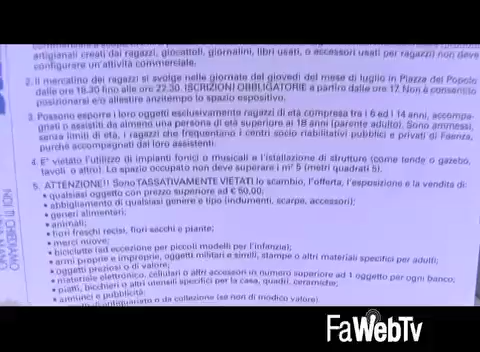 artigianali creati dai ragazzi, giocattoli, giornalini, libri usati, o accessori usati per ragazzi) non deve
configurare un'attività commerciale.
2. Il mercatino dei ragazzi si svolge nelle giornate del giovedì del mese di luglio in Piazza del Popolo
dalle ore 18.30 fino alle ore 22.30. ISCRIZIONI OBBLIGATORIE a partire dalle ore 17. Non è consentito
posizionarsi e/o allestire anzitempo lo spazio espositivo.
3. Possono esporre i loro oggetti esclusivamente ragazzi di età compresa tra i 6 ed i 14 anni, accompa-
gnati o assistiti da almeno una persona di età superiore ai 18 anni (parente adulto). Sono ammessi,
senza limiti di età, i ragazzi che frequentano i centri socio riabilitativi pubblici e privati di Faenza,
purché accompagnati dai loro assistenti.
4. E' vietato l'utilizzo di impianti fonici o musicali e l'istallazione di strutture (come tende o gazebo,
tavoli o altro). Lo spazio occupato non deve superare i m² 5 (metri quadrati 5).
5. ATTENZIONE!! Sono TASSATIVAMENTE VIETATI lo scambio, l'offerta, l'esposizione e la vendita di:
• qualsiasi oggetto con prezzo superiore ad € 50,00;
• abbigliamento di qualsiasi genere e tipo (indumenti, scarpe, accessori);
• generi alimentari;
• animali;
• fiori freschi recisi, fiori secchi e piante;
• merci nuove;
• biciclette (ad eccezione per piccoli modelli per l'infanzia);
• armi proprie e improprie, oggetti militari e simili, stampe o altri materiali specifici per adulti;
• oggetti preziosi o di valore;
• materiale elettronico, cellulari o altri accessori in numero superiore ad 1 oggetto per ogni banco;
• piatti, bicchieri o altri utensili specifici per la casa, quadri, ceramiche;
• annunci e pubblicità;
di antiquariato o da collezione (se non di modico valore).
FaWebTv